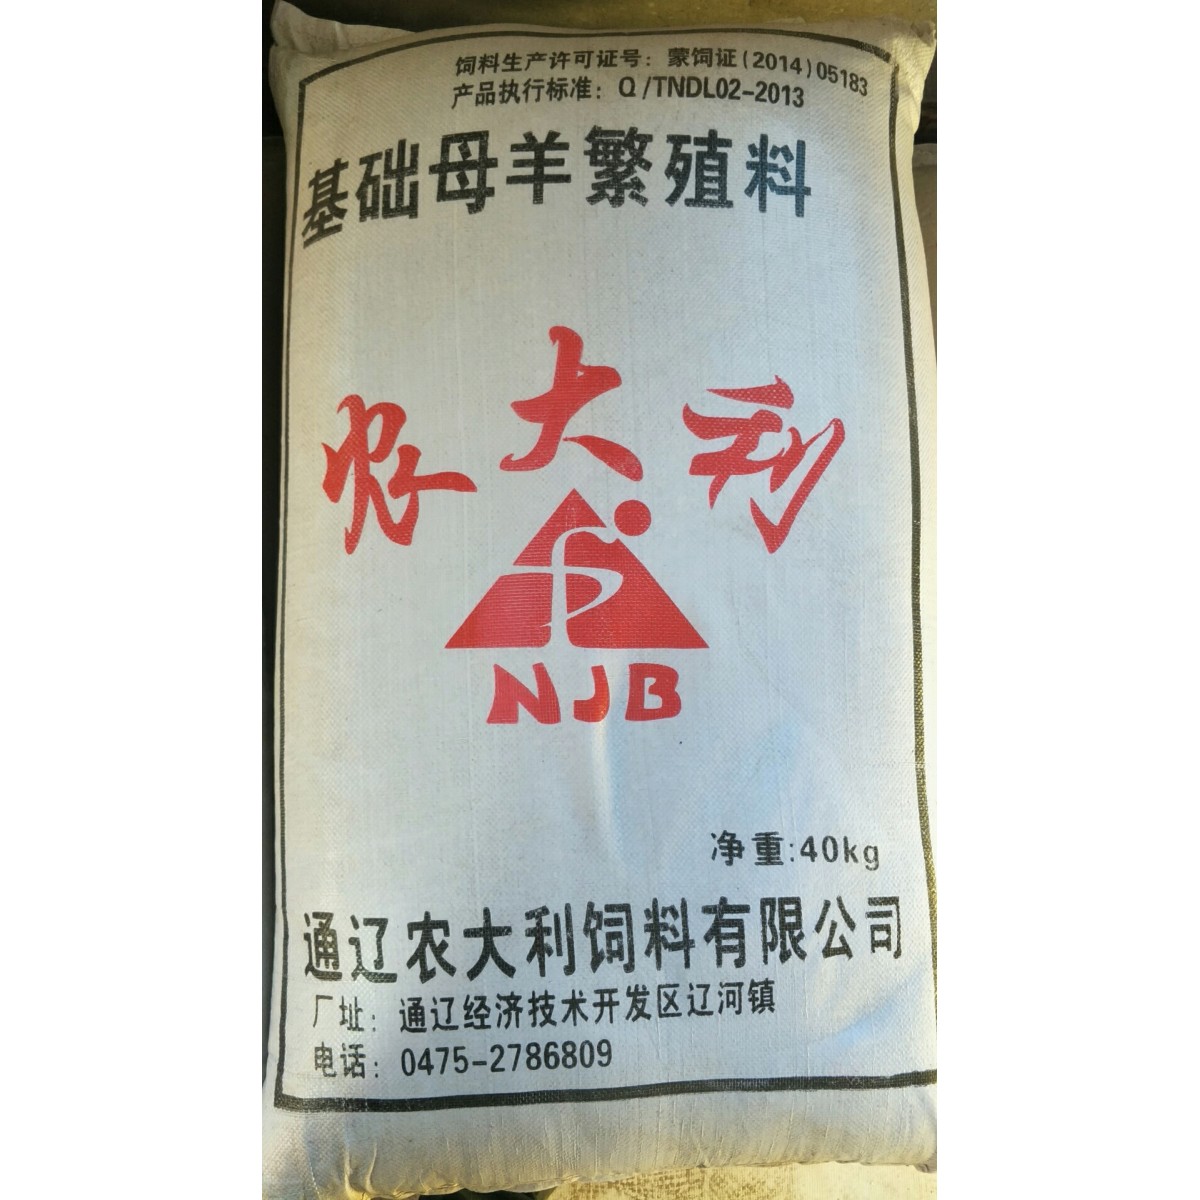 饲料生产许可证号：蒙饲证(2014)05183
产品执行标准：Q/TNDL02-2013
基础母羊繁殖料
农大利
NJB
净重:40kg
通辽农大利饲料有限公司
厂址：通辽经济技术开发区辽河镇
电话：0475-2786809